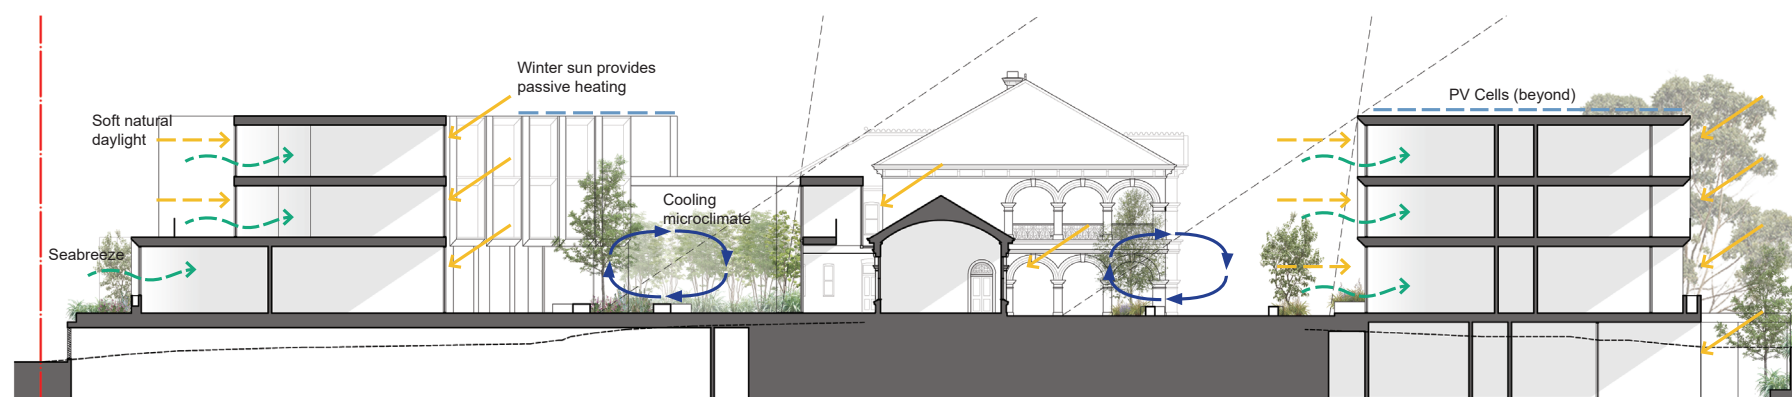 Winter sun provides
passive heating
Soft natural
daylight
Seabreeze
Cooling
microclimate
PV Cells (beyond)